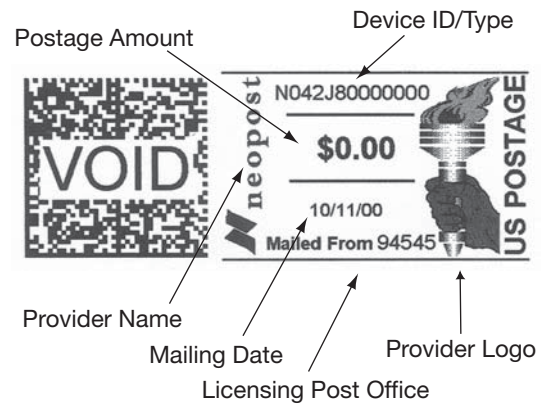 Device ID/Type
Postage Amount
N042J80000000
VOID
neopost
$0.00
US POSTAGE
10/11/00
Mailed From 94545
Provider Name
Mailing Date
Provider Logo
Licensing Post Office